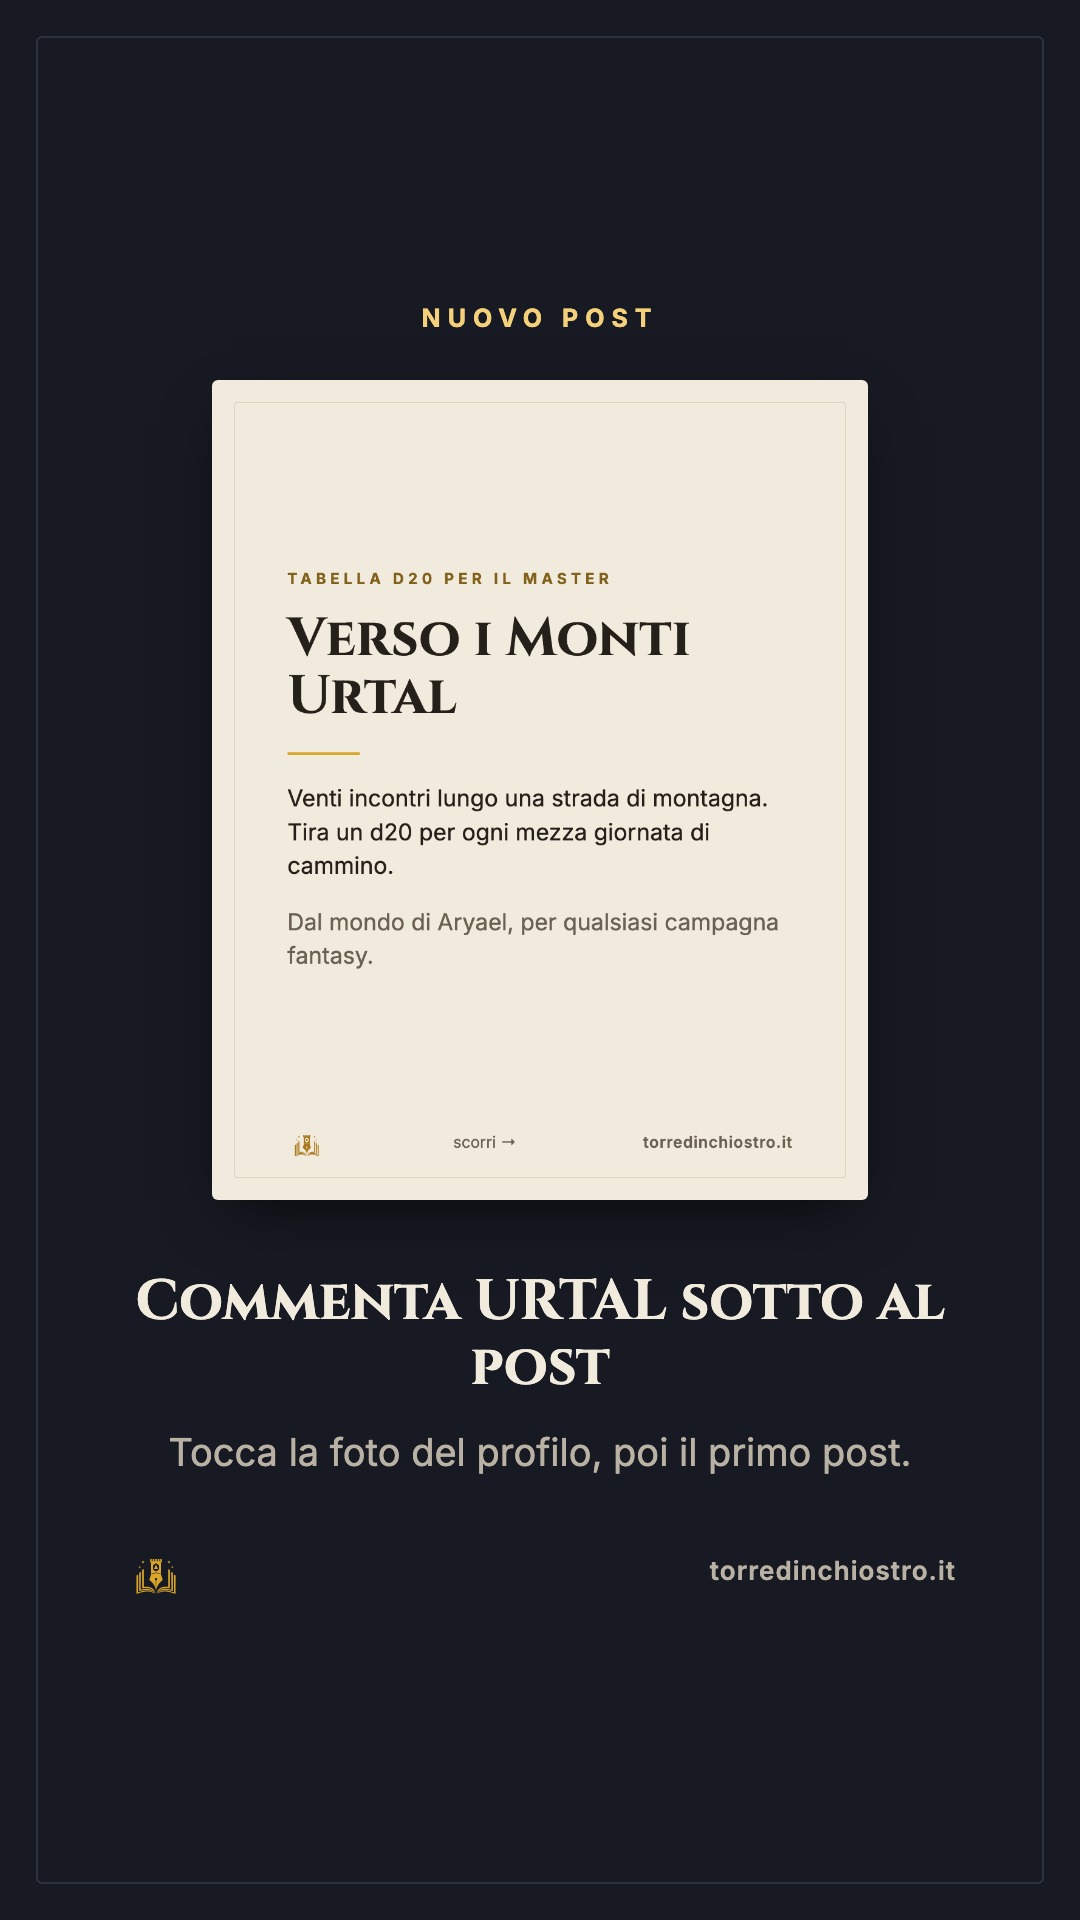 NUOVO POST
TABELLA D20 PER IL MASTER
Verso i Monti
Urtal
Venti incontri lungo una strada di montagna.
Tira un d20 per ogni mezza giornata di
cammino.
Dal mondo di Aryael, per qualsiasi campagna
fantasy.
scorri → torredinchiostro.it
Commenta URTAL sotto al
post
Tocca la foto del profilo, poi il primo post.
torredinchiostro.it